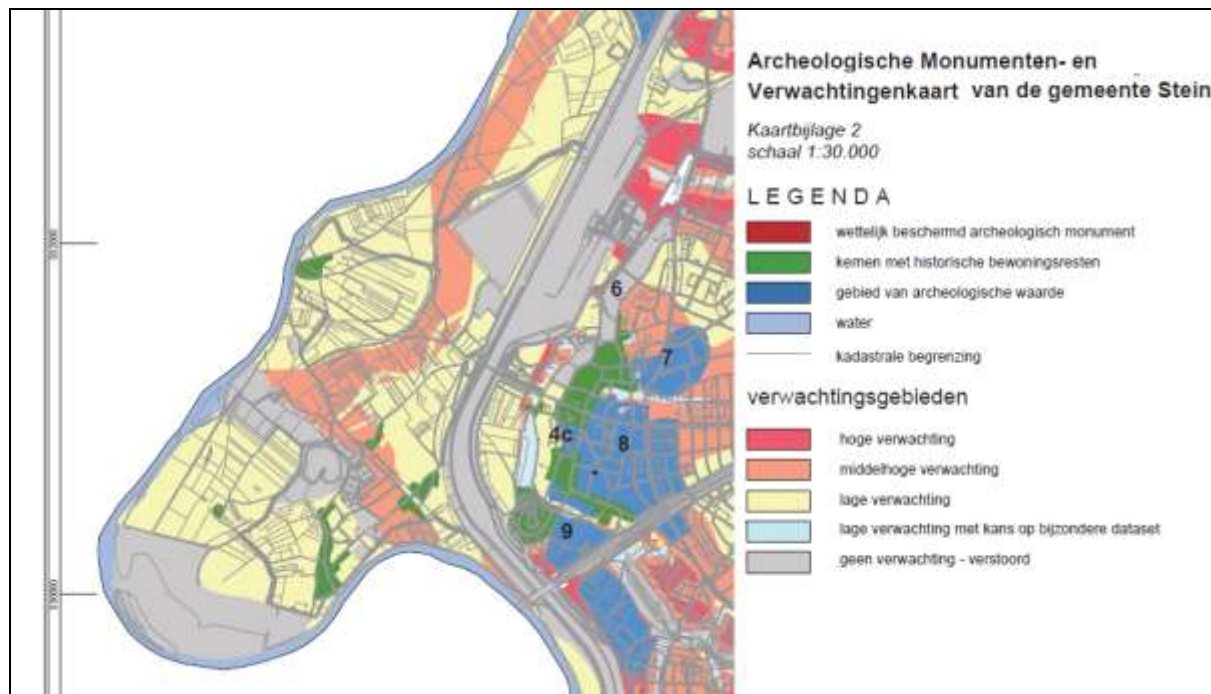 Archeologische Monumenten- en
Verwachtingenkaart van de gemeente Stein
Kaartbijlage 2
schaal 1:30.000
LEGENDA
wettelijk beschermd archeologisch monument
kernen met historische bewoningsresten
gebied van archeologische waarde
water
kadastrale begrenzing
verwachtingsgebieden
hoge verwachting
middelhoge verwachting
lage verwachting
lage verwachting met kans op bijzondere dataset
geen verwachting - verstoord
6
7
4c
8
9